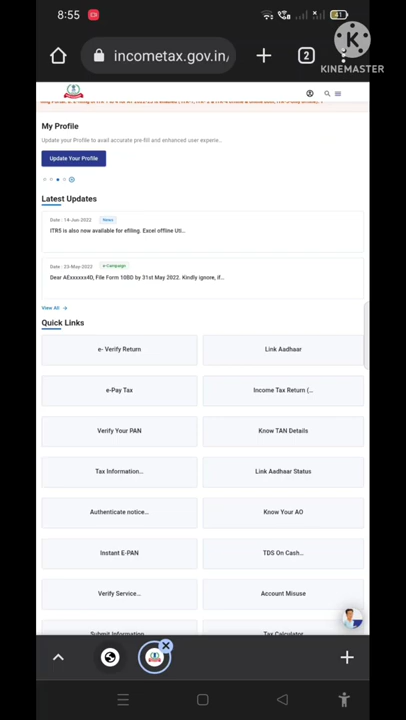 8:55
incometax.gov.in/
2
KINEMASTER
My Profile
Update your Profile to avail accurate pre-fill and enhanced user experie...
Update Your Profile
Latest Updates
Date : 14-Jun-2022 News
ITR5 is also now available for efiling. Excel offline Uti...
Date : 23-May-2022 e-Campaign
Dear AExxxxxx4D, File Form 10BD by 31st May 2022. Kindly ignore, if...
View All
Quick Links
e- Verify Return
Link Aadhaar
e-Pay Tax
Income Tax Return (...
Verify Your PAN
Know TAN Details
Tax Information...
Link Aadhaar Status
Authenticate notice...
Know Your AO
Instant E-PAN
TDS On Cash...
Verify Service...
Account Misuse
Submit Information
Tax Calculator